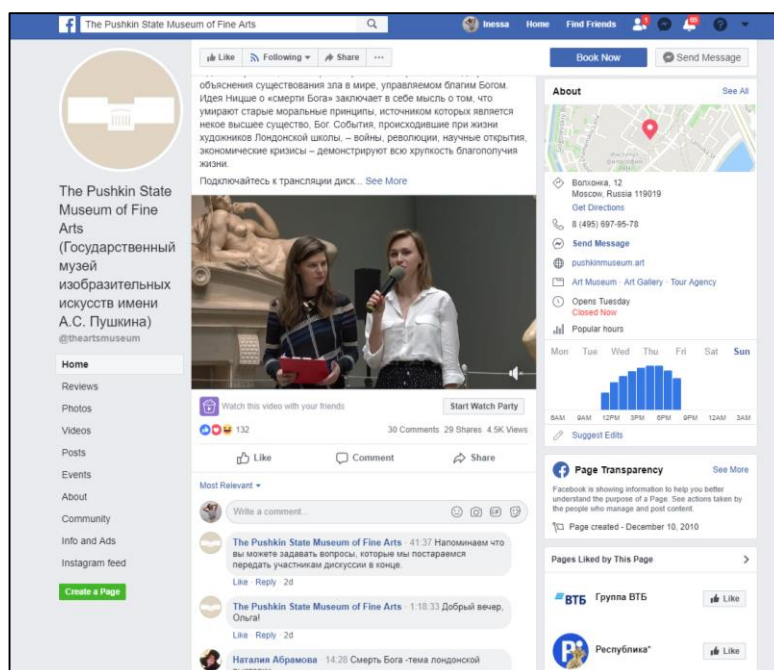 The Pushkin State Museum of Fine Arts
Inessa Home Find Friends
Like Following Share
Book Now Send Message
The Pushkin State
Museum of Fine
Arts
(Государственный
музей
изобразительных
искусств имени
А.С. Пушкина)
@theartsmuseum
Home
Reviews
Photos
Videos
Posts
Events
About
Community
Info and Ads
Instagram feed
Create a Page
объяснения существования зла в мире, управляемом благим Богом.
Идея Ницше о «смерти Бога» заключает в себе мысль о том, что
умирают старые моральные принципы, источником которых является
некое высшее существо, Бог. События, происходившие при жизни
художников Лондонской школы, – войны, революции, научные открытия,
экономические кризисы – демонстрируют всю хрупкость благополучия
жизни.
Подключайтесь к трансляции диск... See More
Watch this video with your friends Start Watch Party
132 30 Comments 29 Shares 4.5K Views
Like Comment Share
Most Relevant
Write a comment...
The Pushkin State Museum of Fine Arts · 41:37 Напоминаем что
вы можете задавать вопросы, которые мы постараемся
передать участникам дискуссии в конце.
Like · Reply · 2d
The Pushkin State Museum of Fine Arts · 1:18:33 Добрый вечер,
Ольга!
Like · Reply · 2d
Наталия Абрамова · 14:28 Смерть Бога -тема лондонской
About See All
Волхонка, 12
Moscow, Russia 119019
Get Directions
8 (495) 697-95-78
Send Message
pushkinmuseum.art
Art Museum · Art Gallery · Tour Agency
Opens Tuesday
Closed Now
Popular hours
Mon Tue Wed Thu Fri Sat Sun
6AM 9AM 12PM 3PM 6PM 9PM 12AM 3AM
Suggest Edits
Page Transparency See More
Facebook is showing information to help you better
understand the purpose of a Page. See actions taken by
the people who manage and post content.
Page created - December 10, 2010
Pages Liked by This Page
ВТБ Группа ВТБ Like
Республика* Like